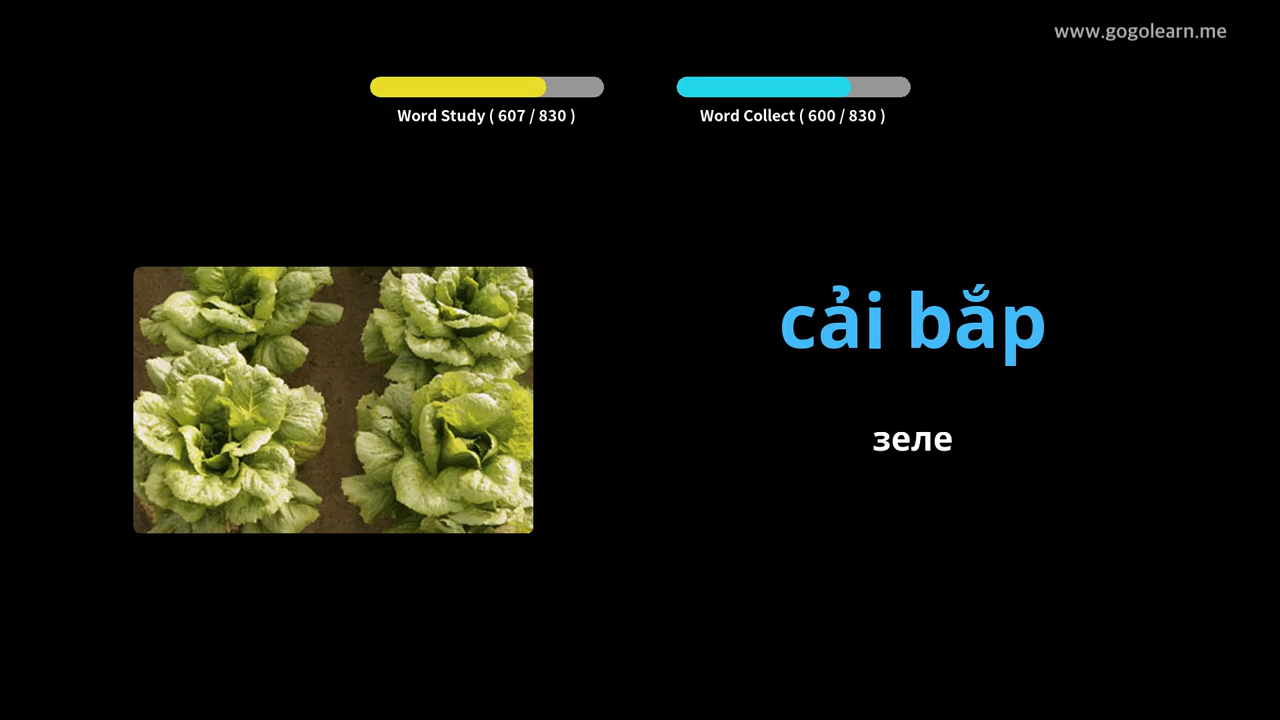 www.gogolearn.me
Word Study ( 607 / 830 )
Word Collect ( 600 / 830 )
cải bắp
зеле